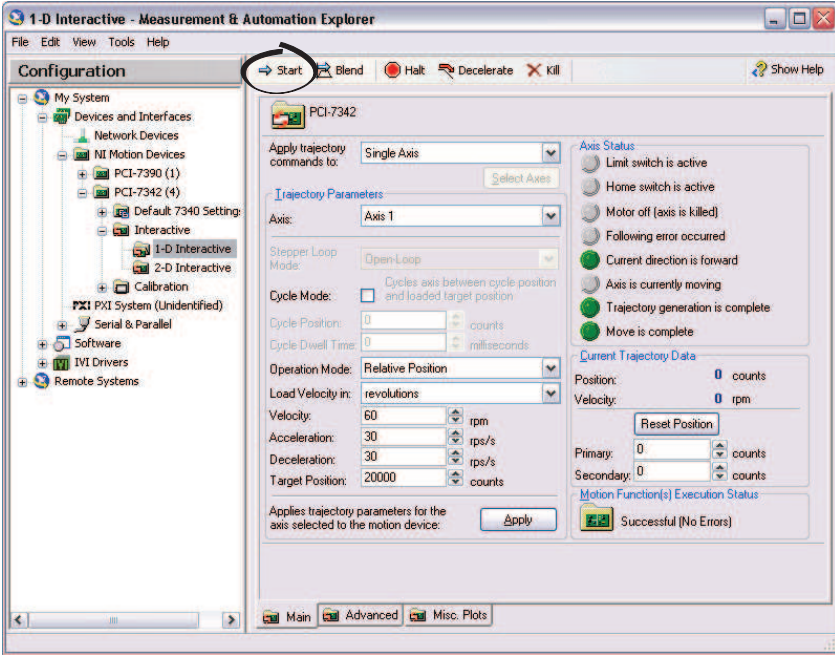 1-D Interactive - Measurement & Automation Explorer
File Edit View Tools Help
Configuration
Start Blend Halt Decelerate Kill Show Help
My System
Devices and Interfaces
Network Devices
NI Motion Devices
PCI-7390 (1)
PCI-7342 (4)
Default 7340 Setting:
Interactive
1-D Interactive
2-D Interactive
Calibration
PXI PXI System (Unidentified)
Serial & Parallel
Software
IVI Drivers
Remote Systems
PCI-7342
Apply trajectory
commands to:
Single Axis
Select Axes
Trajectory Parameters
Axis: Axis 1
Stepper Loop
Mode:
Open-Loop
Cycle Mode:
Cycles axis between cycle position
and loaded target position
Cycle Position: 0 counts
Cycle Dwell Time: 0 milliseconds
Operation Mode: Relative Position
Load Velocity in: revolutions
Velocity: 60 rpm
Acceleration: 30 rps/s
Deceleration: 30 rps/s
Target Position: 20000 counts
Applies trajectory parameters for the
axis selected to the motion device:
Apply
Axis Status
Limit switch is active
Home switch is active
Motor off (axis is killed)
Following error occurred
Current direction is forward
Axis is currently moving
Trajectory generation is complete
Move is complete
Current Trajectory Data
Position: 0 counts
Velocity: 0 rpm
Reset Position
Primary: 0 counts
Secondary: 0 counts
Motion Function(s) Execution Status
Successful (No Errors)
Main Advanced Misc. Plots